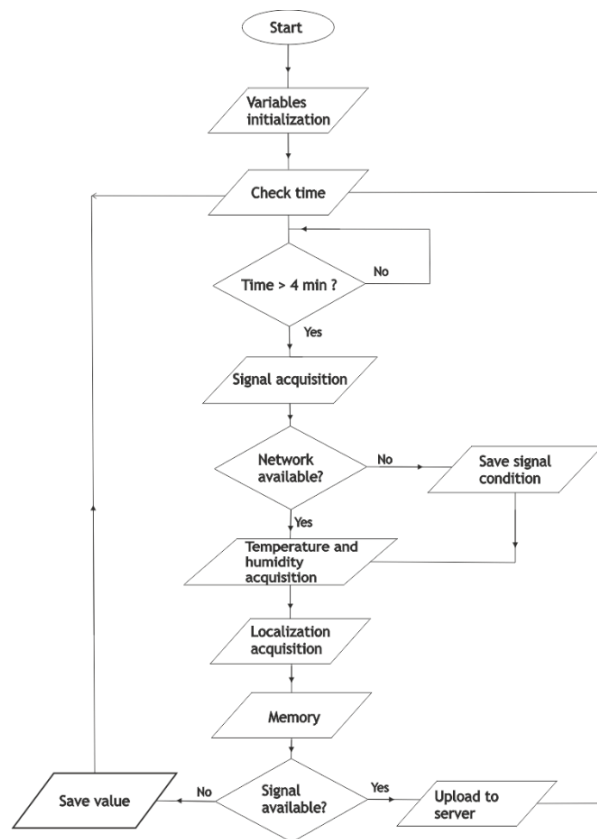 Start
Variables
initialization
Check time
Time > 4 min ?
No
Yes
Signal acquisition
Network
available?
No
Save signal
condition
Yes
Temperature and
humidity
acquisition
Localization
acquisition
Memory
Save value
No
Signal
available?
Yes
Upload to
server